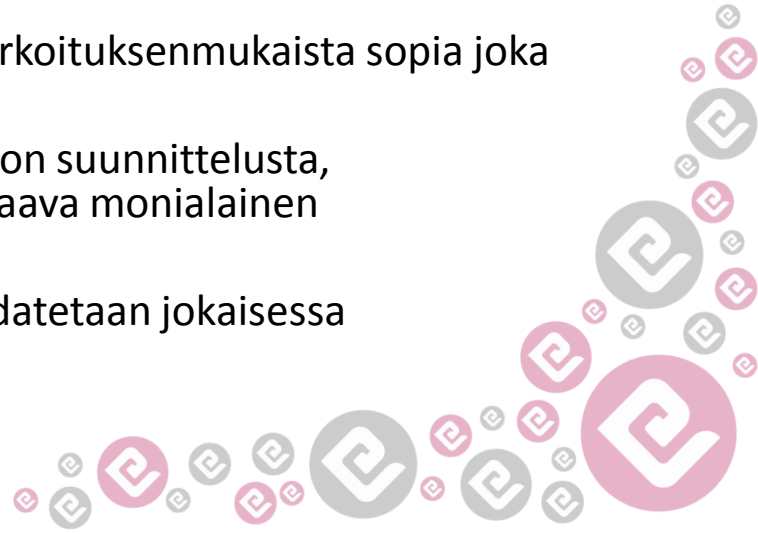 rkoituksenmukaista sopia joka
on suunnittelusta,
aava monialainen
datetaan jokaisessa